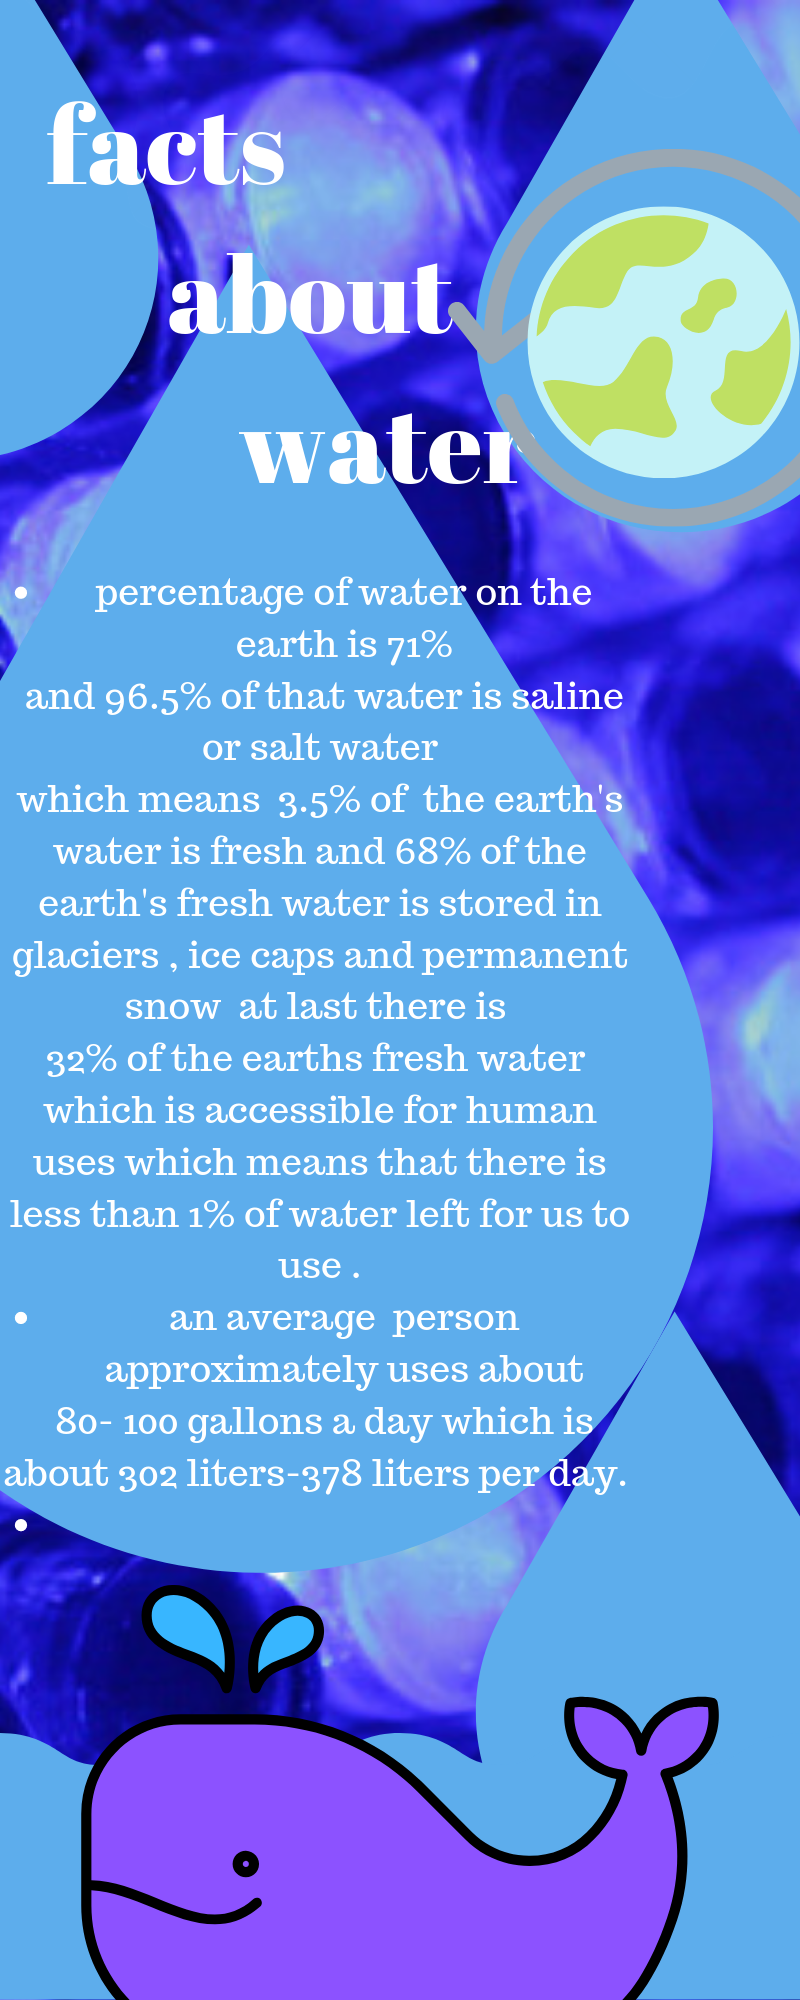 facts
about
water
• percentage of water on the
earth is 71%
and 96.5% of that water is saline
or salt water
which means 3.5% of the earth's
water is fresh and 68% of the
earth's fresh water is stored in
glaciers , ice caps and permanent
snow at last there is
32% of the earths fresh water
which is accessible for human
uses which means that there is
less than 1% of water left for us to
use .
• an average person
approximately uses about
80- 100 gallons a day which is
about 302 liters-378 liters per day.
•